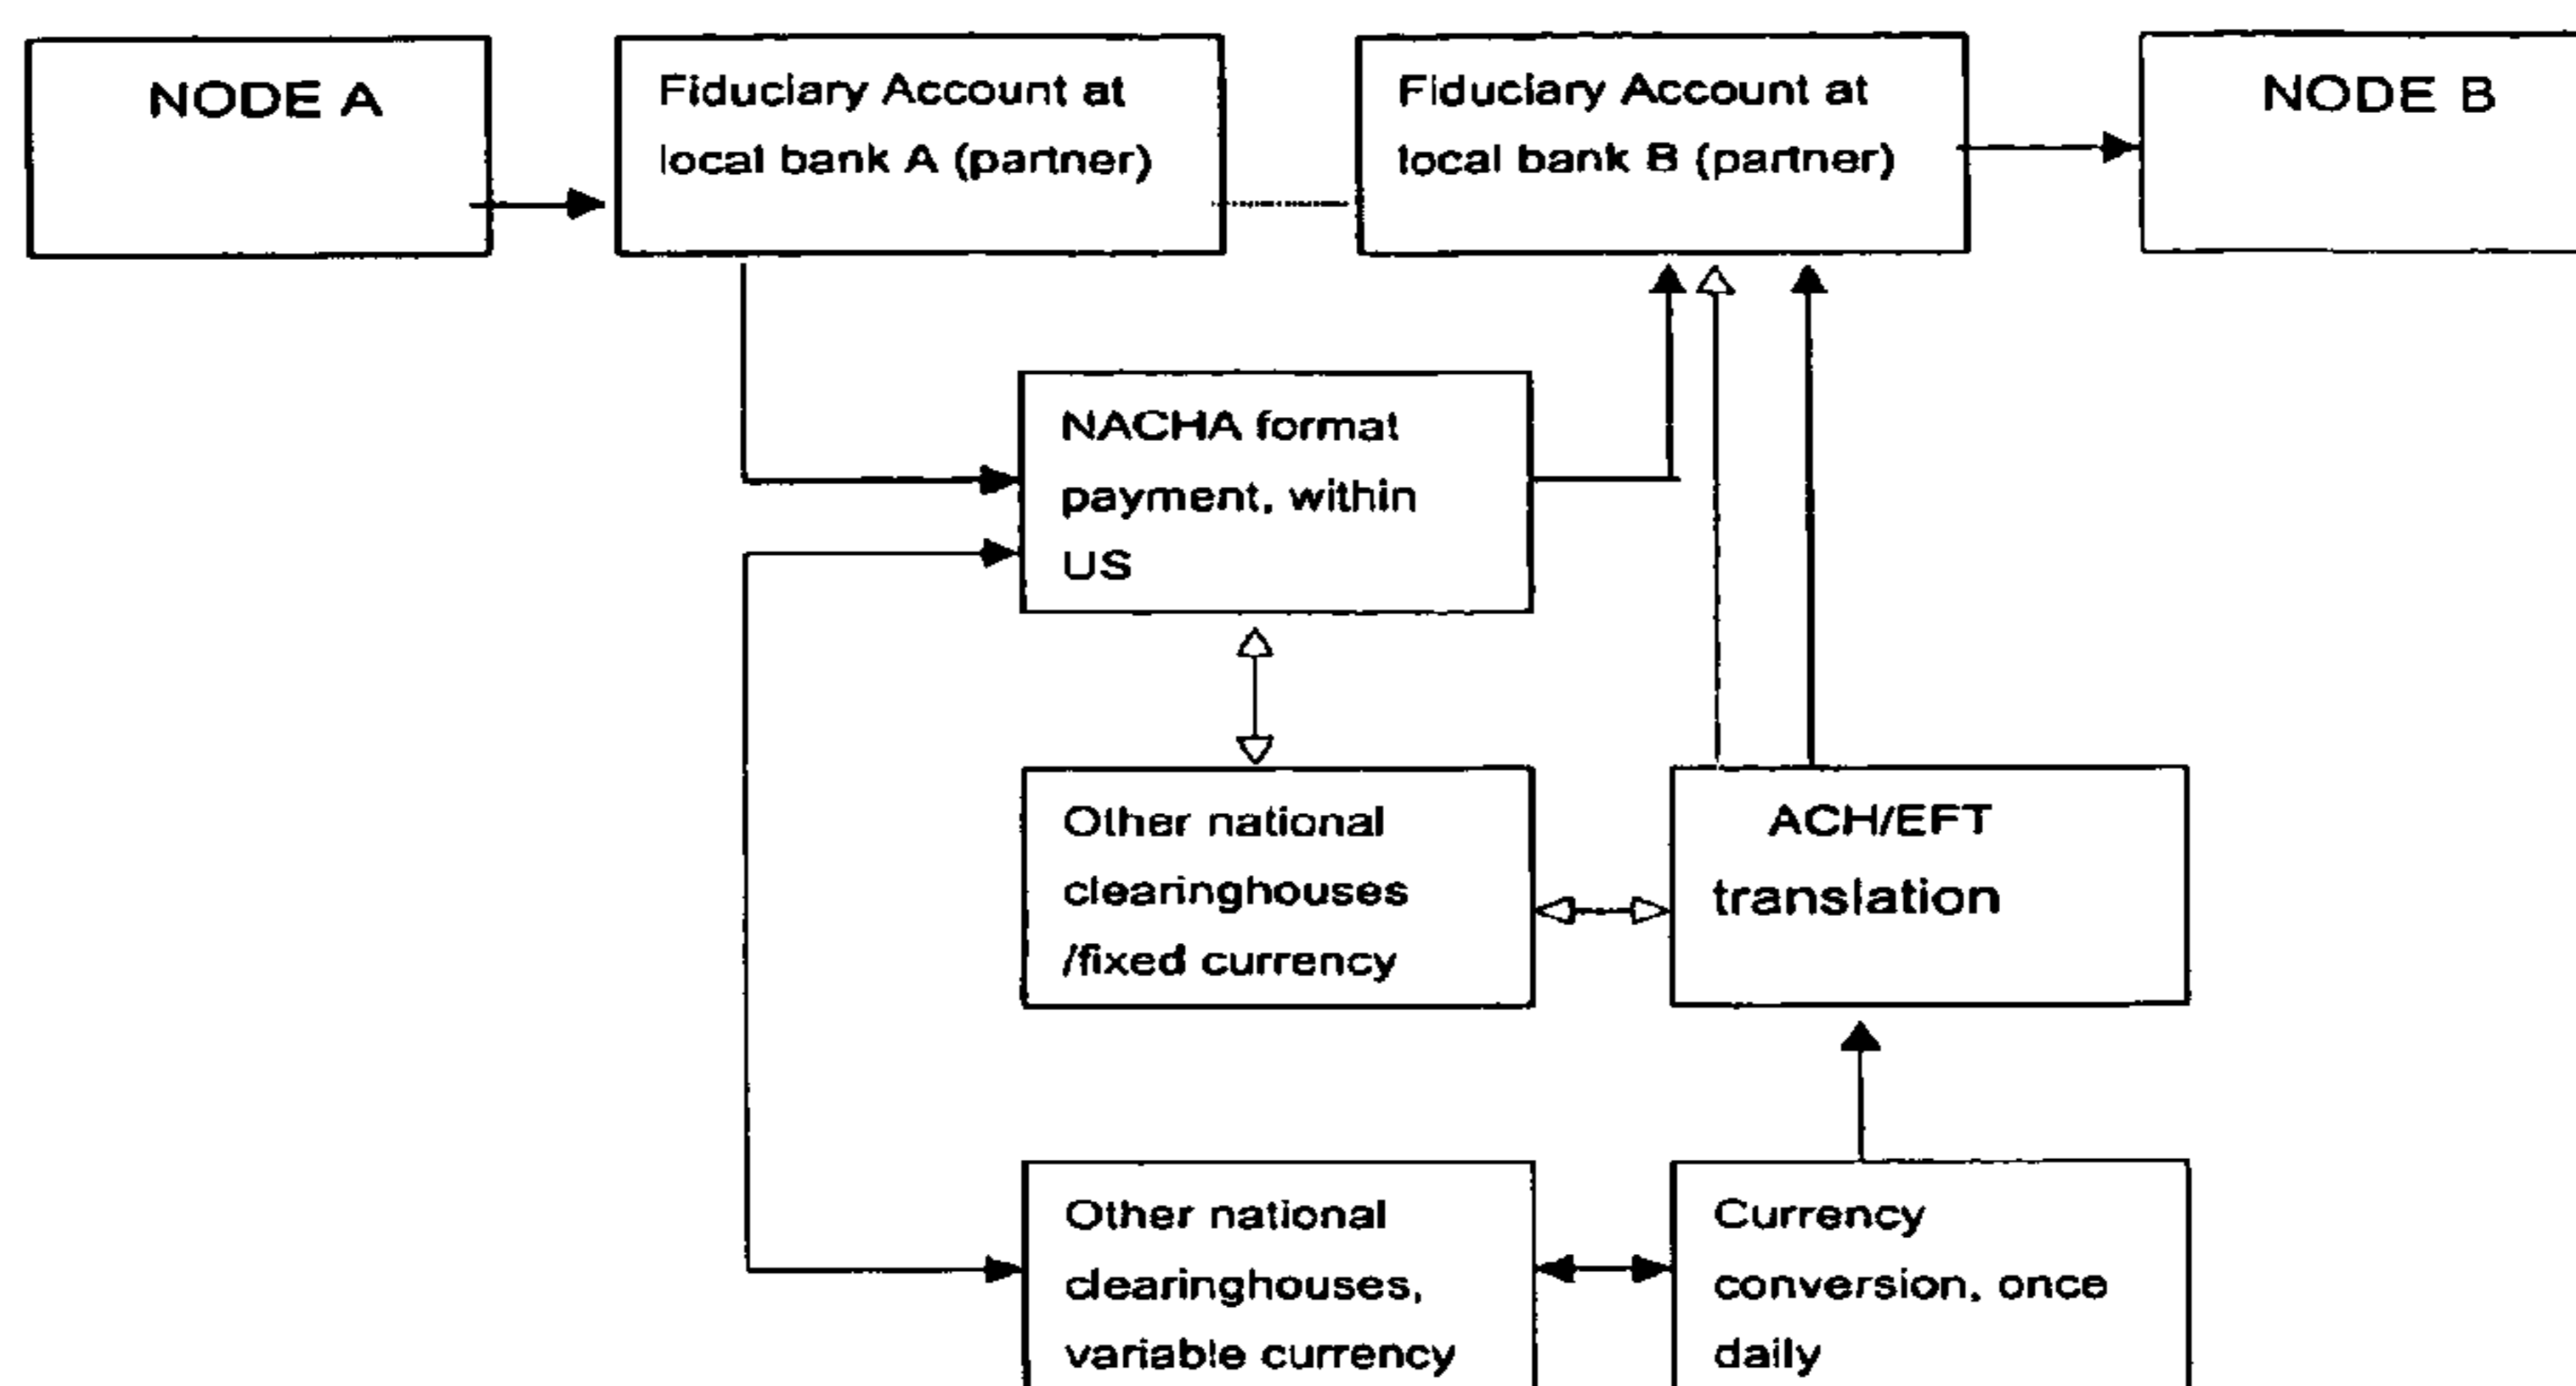 NODE A
Fiduciary Account at
local bank A (partner)
Fiduciary Account at
local bank B (partner)
NODE B
NACHA format
payment, within
US
Other national
clearinghouses
/fixed currency
ACH/EFT
translation
Other national
clearinghouses,
variable currency
Currency
conversion, once
daily